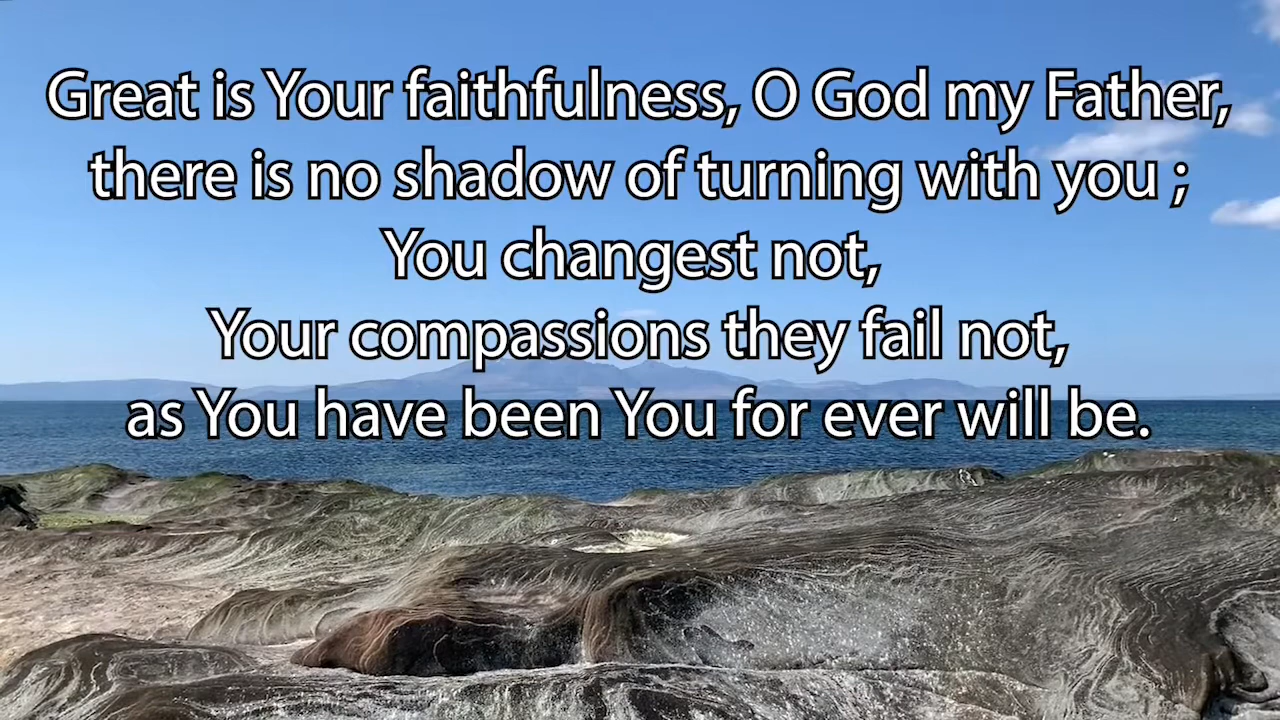 Great is Your faithfulness, O God my Father,
there is no shadow of turning with you ;
You changest not,
Your compassions they fail not,
as You have been You for ever will be.